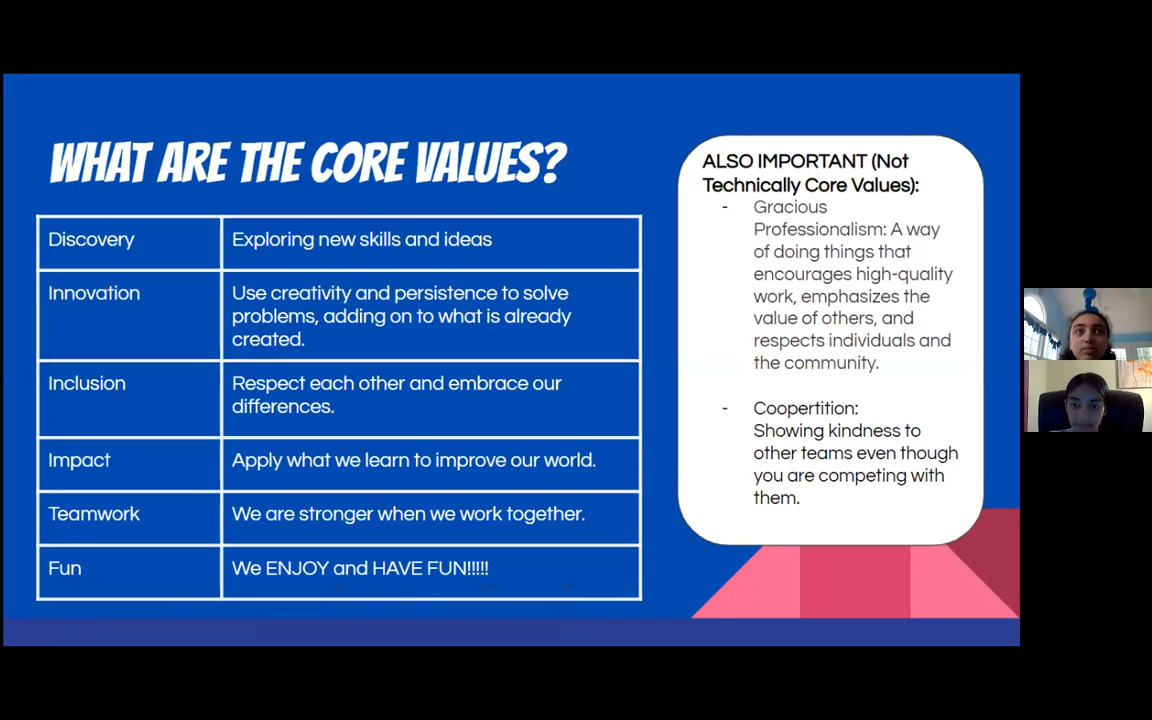 WHAT ARE THE CORE VALUES?
Discovery
Exploring new skills and ideas
Innovation
Use creativity and persistence to solve
problems, adding on to what is already
created.
Inclusion
Respect each other and embrace our
differences.
Impact
Apply what we learn to improve our world.
Teamwork
We are stronger when we work together.
Fun
We ENJOY and HAVE FUN!!!!!
ALSO IMPORTANT (Not
Technically Core Values):
- Gracious
Professionalism: A way
of doing things that
encourages high-quality
work, emphasizes the
value of others, and
respects individuals and
the community.
- Coopertition:
Showing kindness to
other teams even though
you are competing with
them.